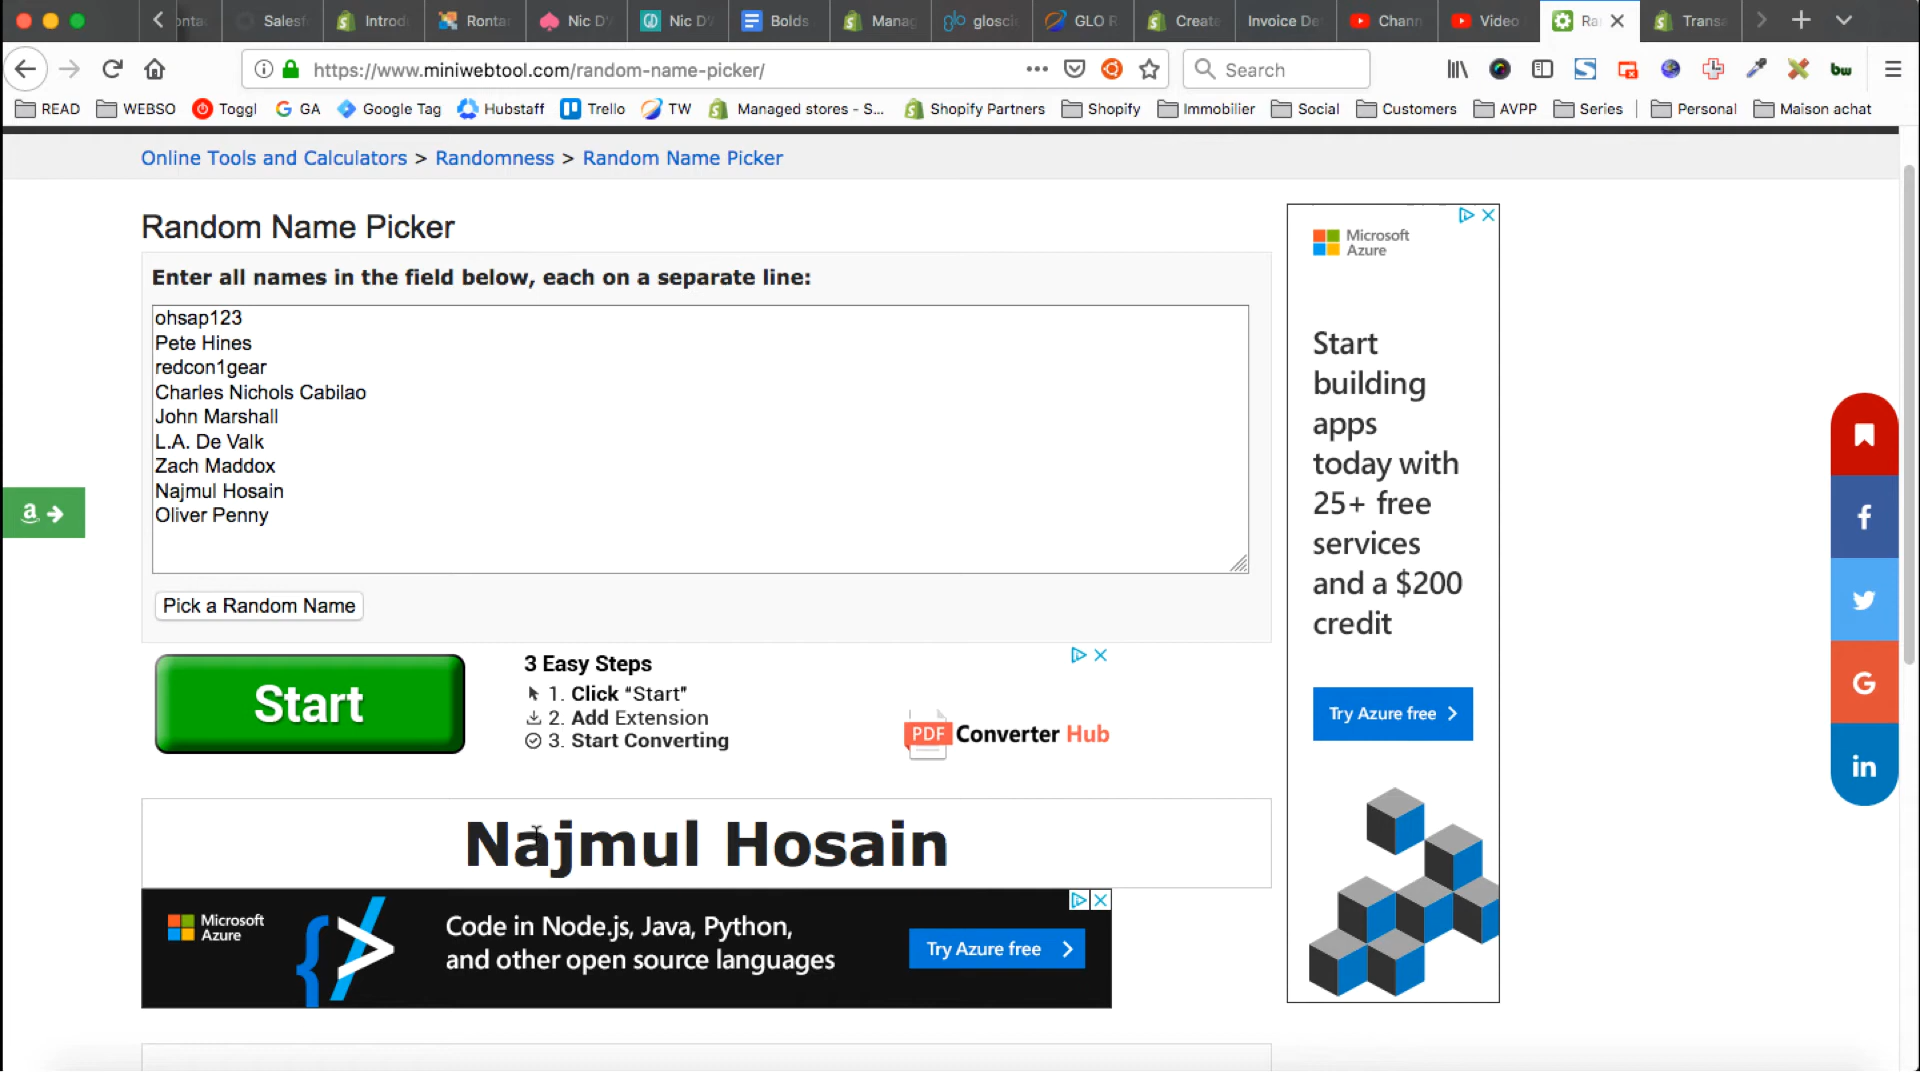 onta
Salesf
Introd
Ronta
Nic D'
Nic D'
Bolds
Manag
glo
glosci
GLO R
Create
Invoice De
Chann
Video
Ra
Transa
https://www.miniwebtool.com/random-name-picker/
Search
bw
READ
WEBSO
Toggl
GA
Google Tag
Hubstaff
Trello
TW
Managed stores - S...
Shopify Partners
Shopify
Immobilier
Social
Customers
AVPP
Series
Personal
Maison achat
Online Tools and Calculators > Randomness > Random Name Picker
Random Name Picker
Enter all names in the field below, each on a separate line:
ohsap123
Pete Hines
redcon1gear
Charles Nichols Cabilao
John Marshall
L.A. De Valk
Zach Maddox
Najmul Hosain
Oliver Penny
Pick a Random Name
Start
3 Easy Steps
1. Click “Start”
2. Add Extension
3. Start Converting
PDF Converter Hub
Najmul Hosain
Microsoft
Azure
Code in Node.js, Java, Python,
and other open source languages
Try Azure free
Microsoft
Azure
Start
building
apps
today with
25+ free
services
and a $200
credit
Try Azure free